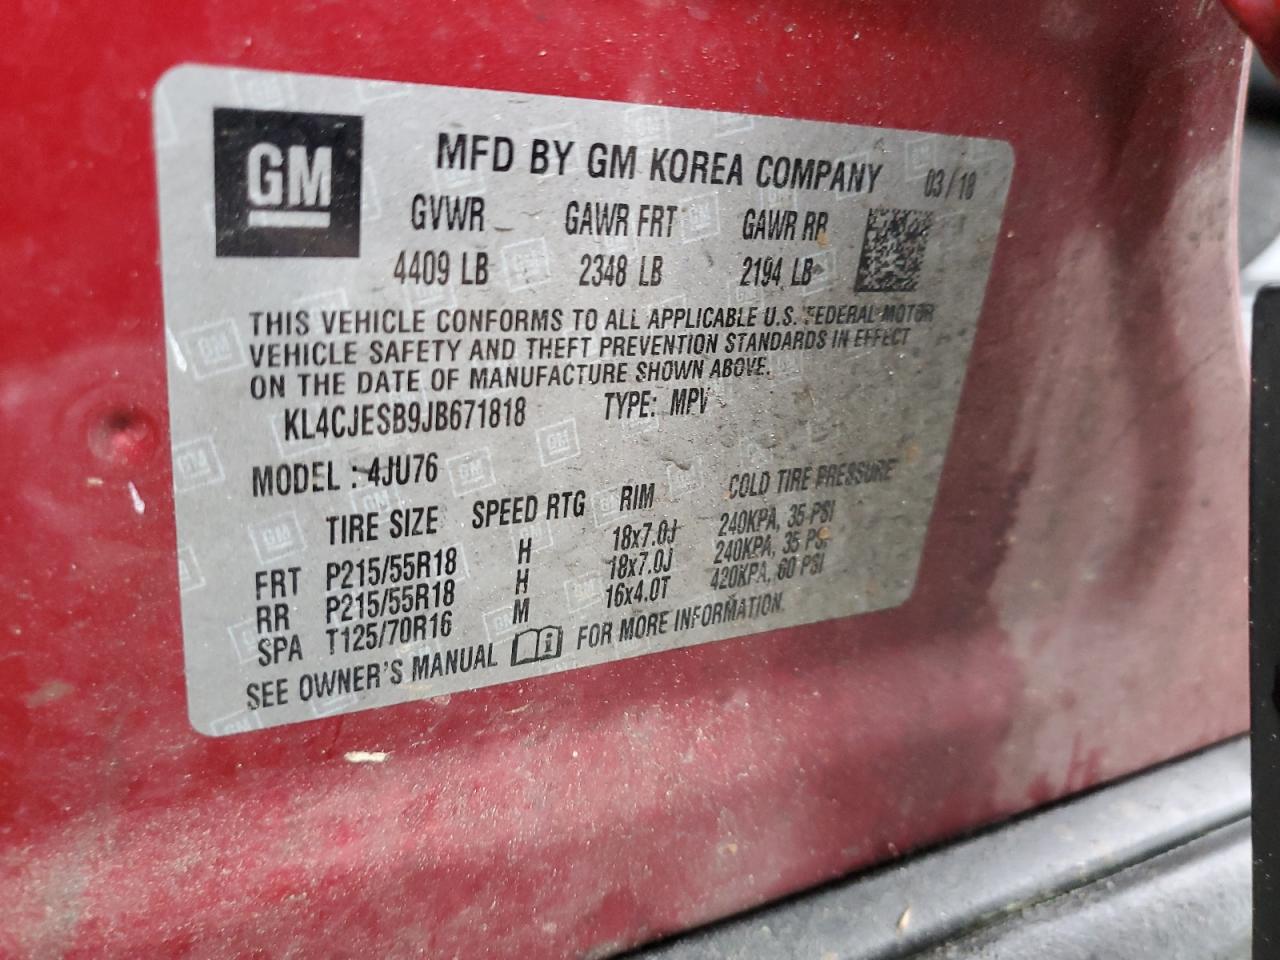 GM
MFD BY GM KOREA COMPANY 03/18
GVWR GAWR FRT GAWR RR
4409 LB 2348 LB 2194 LB
THIS VEHICLE CONFORMS TO ALL APPLICABLE U.S. FEDERAL MOTOR
VEHICLE SAFETY AND THEFT PREVENTION STANDARDS IN EFFECT
ON THE DATE OF MANUFACTURE SHOWN ABOVE.
KL4CJESB9JB671818 TYPE: MPV
MODEL : 4JU76
TIRE SIZE SPEED RTG RIM COLD TIRE PRESSURE
FRT P215/55R18 H 18x7.0J 240KPA, 35 PSI
RR P215/55R18 H 18x7.0J 240KPA, 35 PSI
SPA T125/70R16 M 16x4.0T 420KPA, 60 PSI
SEE OWNER'S MANUAL FOR MORE INFORMATION.